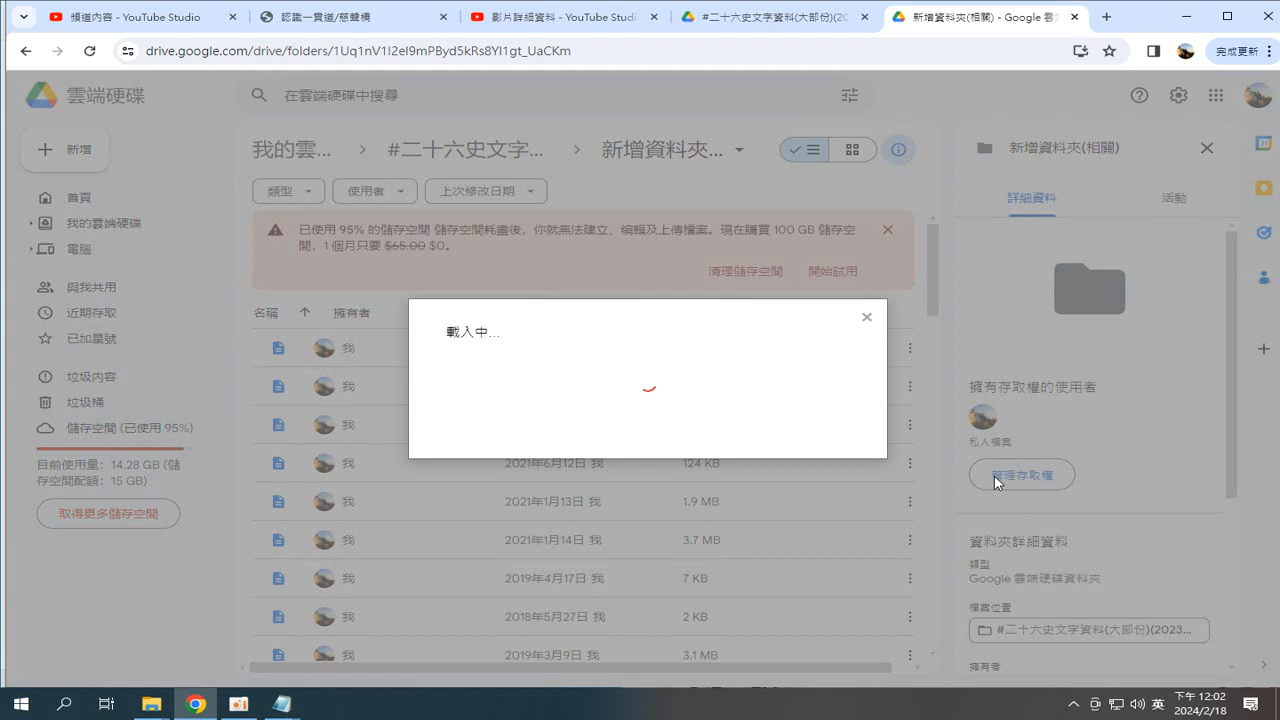 頻道內容 - YouTube Studio
認識一貫道/慈聲橋
影片詳細資料 - YouTube Stud
#二十六史文字資料(大部份)(20
新增資料夾(相關) - Google 雲
drive.google.com/drive/folders/1Uq1nV1I2eI9mPByd5kRs8YI1gt_UaCKm
完成更新
雲端硬碟
在雲端硬碟中搜尋
新增
我的雲...
#二十六史文字...
新增資料夾...
新增資料夾(相關)
類型
使用者
上次修改日期
詳細資料
活動
首頁
我的雲端硬碟
電腦
與我共用
近期存取
已加星號
垃圾內容
垃圾桶
儲存空間 (已使用 95%)
目前使用量：14.28 GB (儲
存空間配額：15 GB)
取得更多儲存空間
已使用 95% 的儲存空間 儲存空間耗盡後，你就無法建立、編輯及上傳檔案。現在購買 100 GB 儲存空
間，1 個月只要 $65.00 $0。
清理儲存空間
開始試用
名稱
擁有者
我
我
我
我 2021年6月12日 我 124 KB
我 2021年1月13日 我 1.9 MB
我 2021年1月14日 我 3.7 MB
我 2019年4月17日 我 7 KB
我 2018年5月27日 我 2 KB
我 2019年3月9日 我 3.1 MB
載入中...
擁有存取權的使用者
私人檔案
管理存取權
資料夾詳細資料
類型
Google 雲端硬碟資料夾
檔案位置
#二十六史文字資料(大部份)(2023...
擁有者
英
下午 12:02
2024/2/18